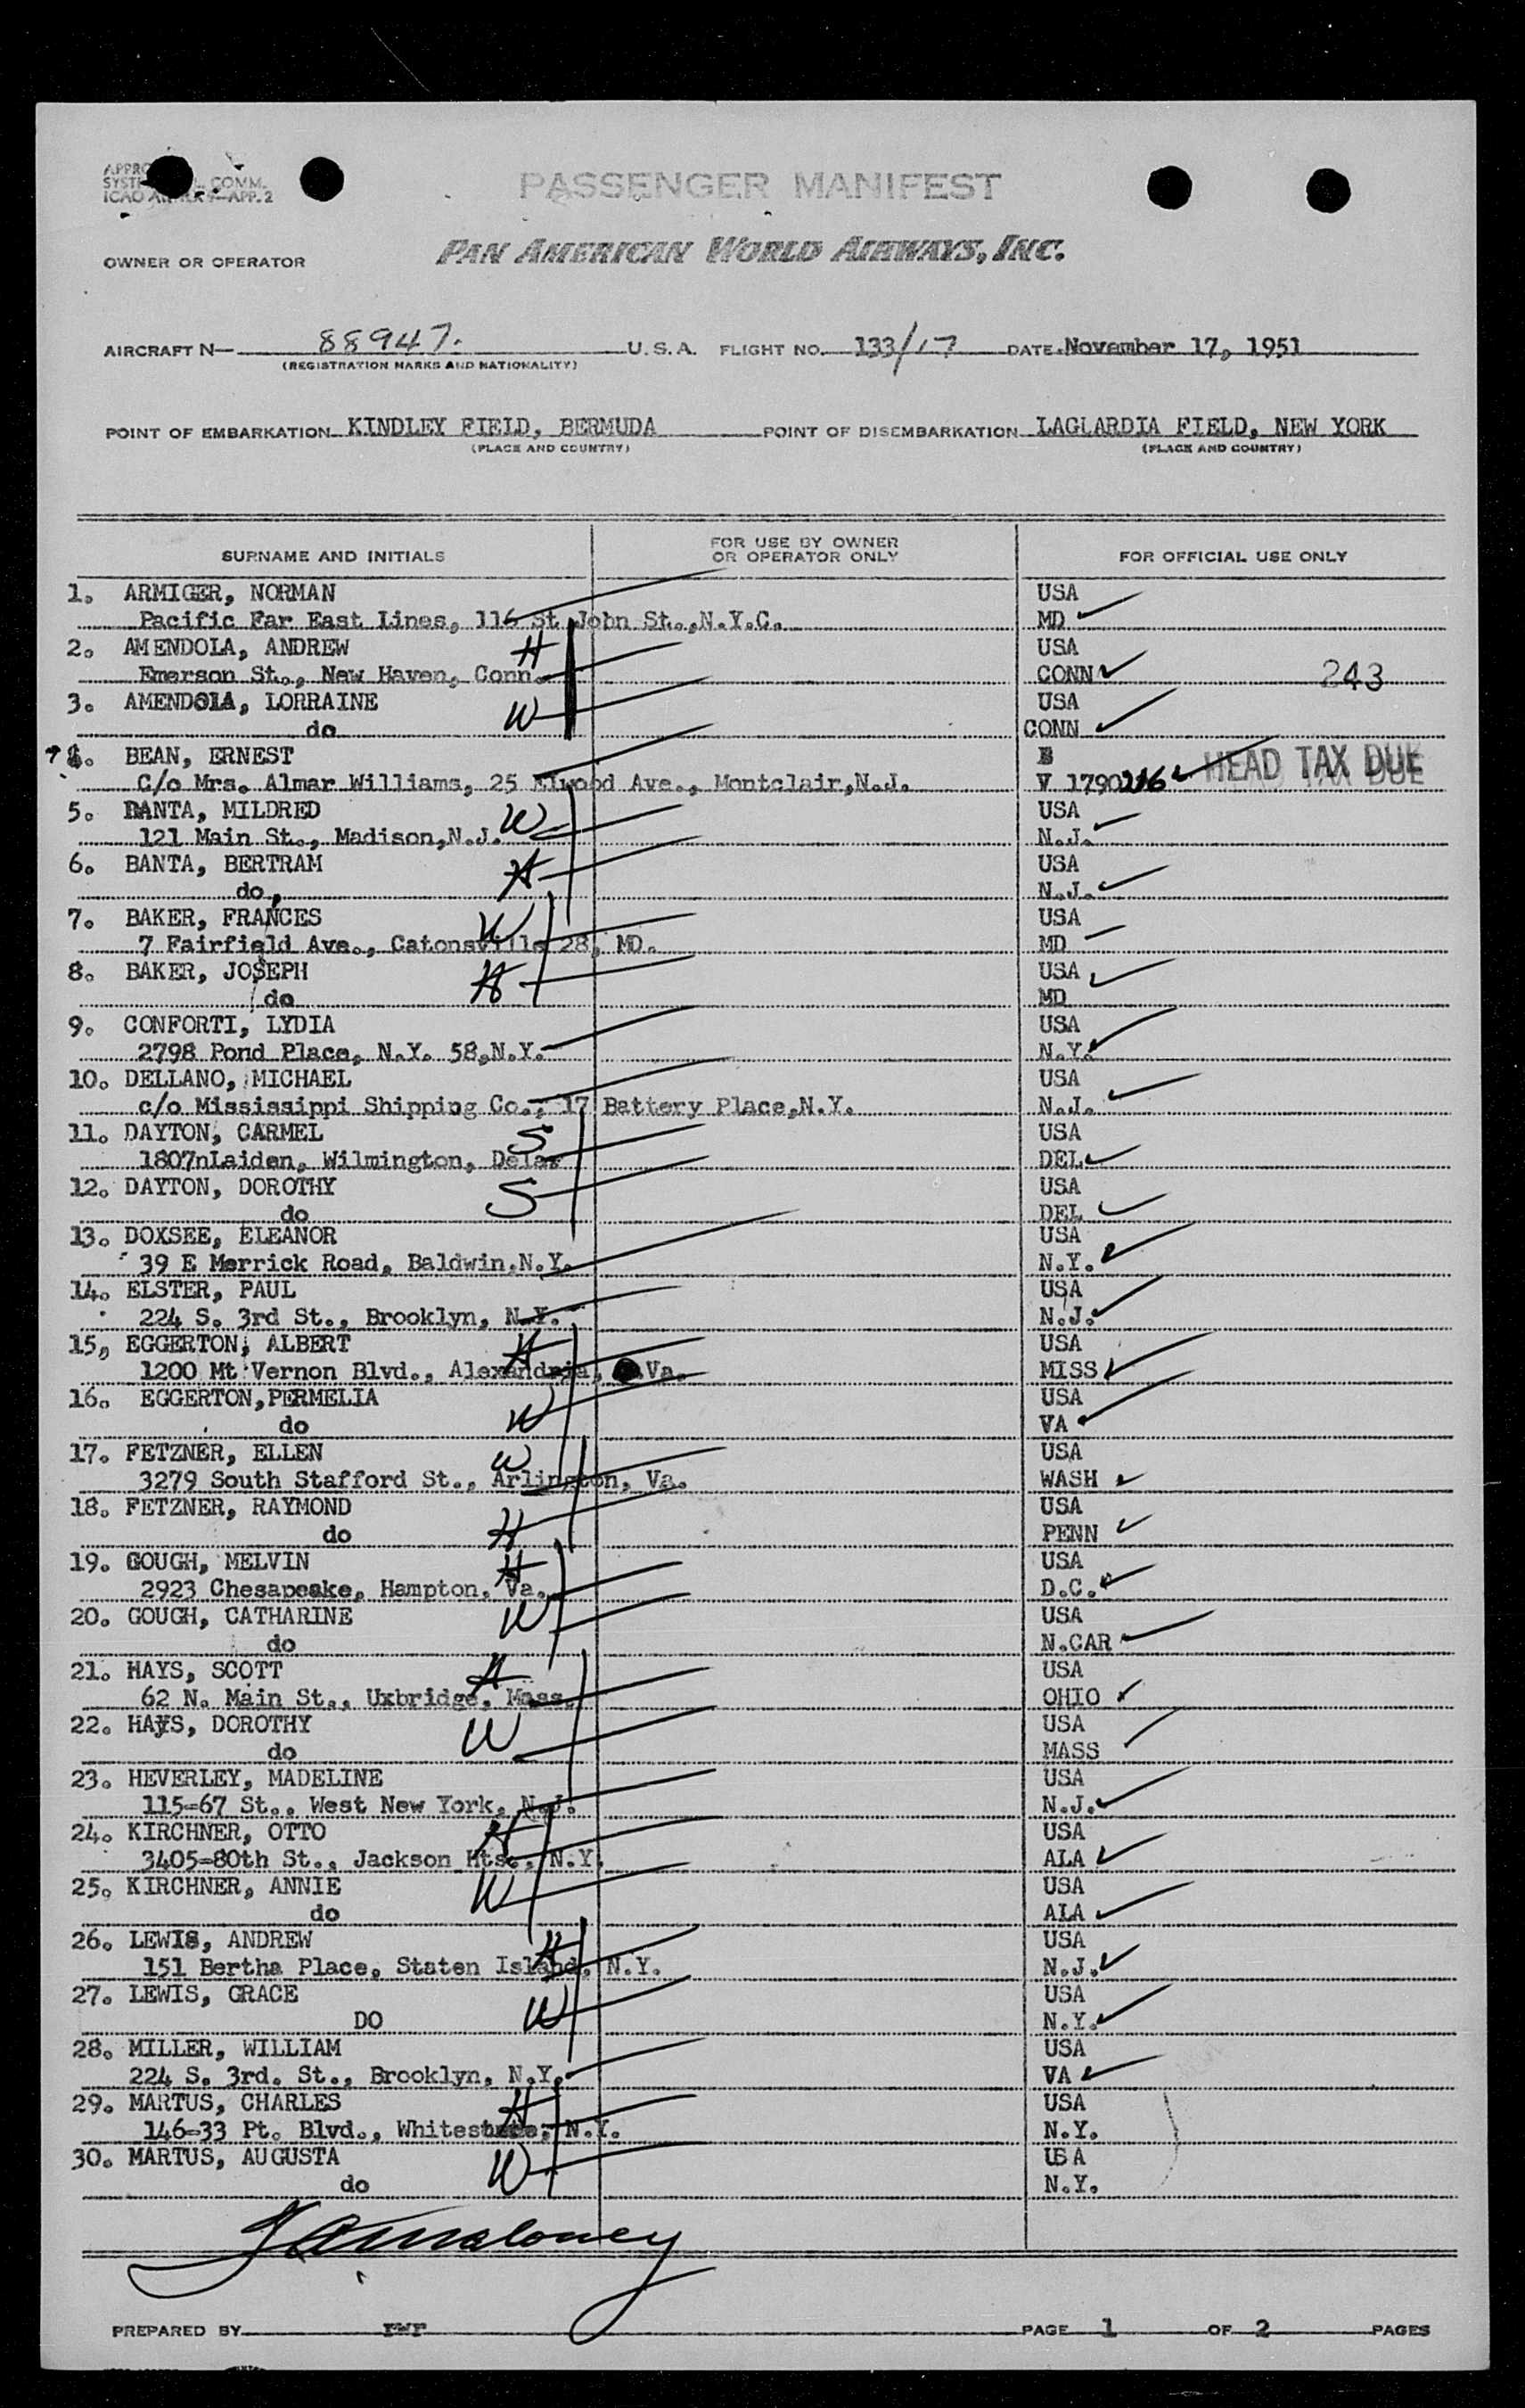 PASSENGER MANIFEST
COMM.
ICAO —APP. 2
PAN AMERICAN WORLD AIRWAYS, INC.
OWNER OR OPERATOR
AIRCRAFT N— 88947. U.S.A. FLIGHT NO. 133/17 DATE November 17, 1951
(REGISTRATION MARKS AND NATIONALITY)
POINT OF EMBARKATION KINDLEY FIELD, BERMUDA POINT OF DISEMBARKATION LAGLARDIA FIELD, NEW YORK
(PLACE AND COUNTRY) (PLACE AND COUNTRY)
SURNAME AND INITIALS FOR USE BY OWNER OR OPERATOR ONLY FOR OFFICIAL USE ONLY
1. ARMIGER, NORMAN USA
Pacific Far East Lines, 116 St John St.,N.Y.C. MD
2. AMENDOLA, ANDREW H USA
Emerson St., New Haven, Conn. CONN 243
3. AMENDOLA, LORRAINE W USA
do CONN
4. BEAN, ERNEST B
C/o Mrs. Almar Williams, 25 Elwood Ave., Montclair,N.J. V 1790216 HEAD TAX DUE
5. BANTA, MILDRED W USA
121 Main St., Madison,N.J. N.J.
6. BANTA, BERTRAM H USA
do, N.J.
7. BAKER, FRANCES W USA
7 Fairfield Ave., Catonsville 28, MD. MD
8. BAKER, JOSEPH H USA
do MD
9. CONFORTI, LYDIA USA
2798 Pond Place, N.Y. 58,N.Y. N.Y.
10. DELLANO, MICHAEL USA
c/o Mississippi Shipping Co., 17 Battery Place,N.Y. N.J.
11. DAYTON, CARMEL S USA
1807nLaiden, Wilmington, Dela. DEL
12. DAYTON, DOROTHY S USA
do DEL
13. DOXSEE, ELEANOR USA
39 E Merrick Road, Baldwin,N.Y. N.Y.
14. ELSTER, PAUL USA
224 S. 3rd St., Brooklyn, N.Y. N.J.
15, EGGERTON, ALBERT H USA
1200 Mt Vernon Blvd., Alexandria, Va. MISS
16. EGGERTON,PERMELIA W USA
do VA
17. FETZNER, ELLEN W USA
3279 South Stafford St., Arlington, Va. WASH
18. FETZNER, RAYMOND H USA
do PENN
19. GOUGH, MELVIN H USA
2923 Chesapeake, Hampton, Va. D.C.
20. GOUGH, CATHARINE W USA
do N.CAR
21. HAYS, SCOTT H USA
62 N. Main St., Uxbridge, Mass. OHIO
22. HAYS, DOROTHY W USA
do MASS
23. HEVERLEY, MADELINE USA
115-67 St., West New York, N.J. N.J.
24. KIRCHNER, OTTO H USA
3405-80th St., Jackson Hts., N.Y. ALA
25. KIRCHNER, ANNIE W USA
do ALA
26. LEWIS, ANDREW H USA
151 Bertha Place, Staten Island, N.Y. N.J.
27. LEWIS, GRACE W USA
DO N.Y.
28. MILLER, WILLIAM USA
224 S. 3rd. St., Brooklyn, N.Y. VA
29. MARTUS, CHARLES H USA
146-33 Pt. Blvd., N.Y. N.Y.
30. MARTUS, AUGUSTA W USA
do N.Y.
PREPARED BY rwr PAGE 1 OF 2 PAGES